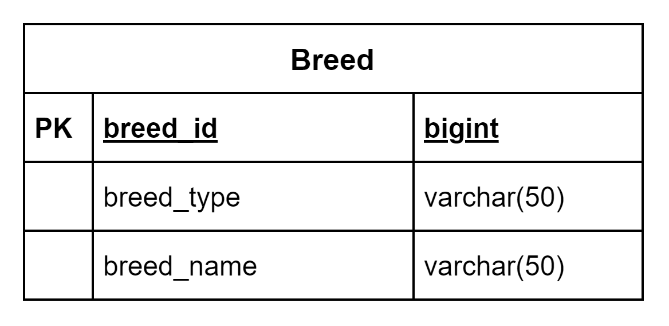 Breed
PK breed_id bigint
breed_type varchar(50)
breed_name varchar(50)